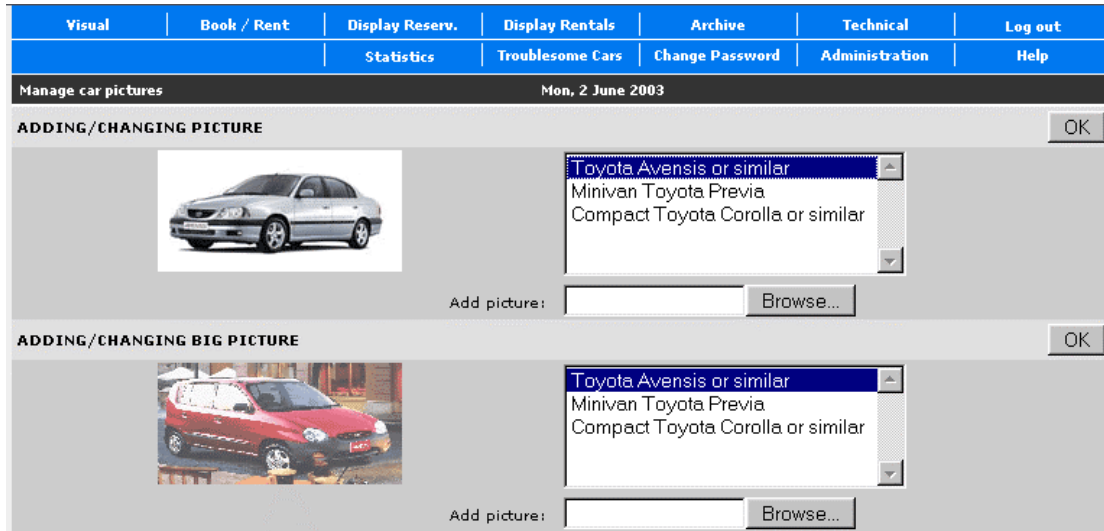 Visual Book / Rent Display Reserv. Display Rentals Archive Technical Log out
Statistics Troublesome Cars Change Password Administration Help
Manage car pictures Mon, 2 June 2003
ADDING/CHANGING PICTURE OK
Toyota Avensis or similar
Minivan Toyota Previa
Compact Toyota Corolla or similar
Add picture: Browse...
ADDING/CHANGING BIG PICTURE OK
Toyota Avensis or similar
Minivan Toyota Previa
Compact Toyota Corolla or similar
Add picture: Browse...